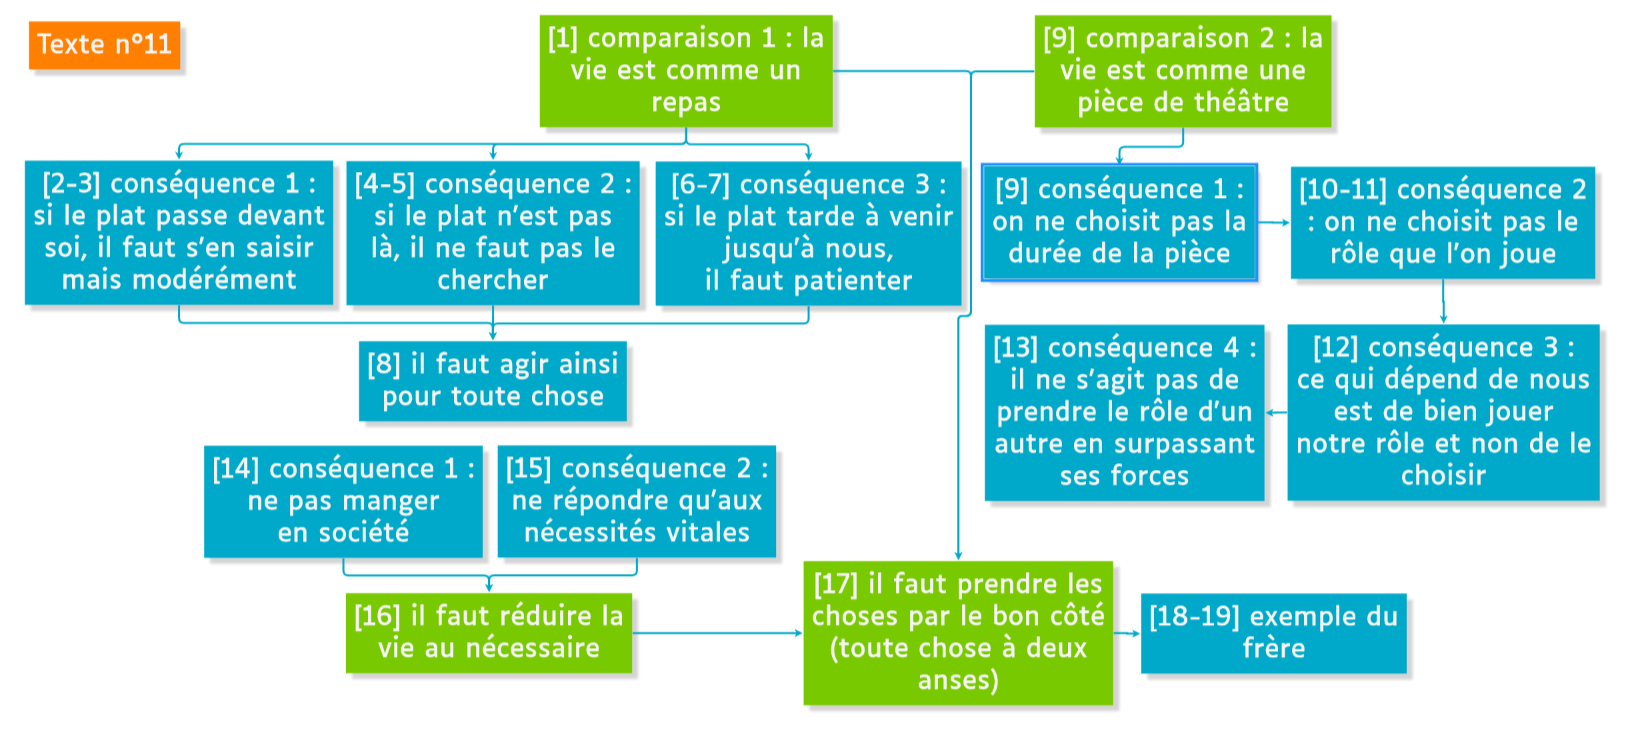 Texte n°11
[1] comparaison 1 : la
vie est comme un
repas
[9] comparaison 2 : la
vie est comme une
pièce de théâtre
[2-3] conséquence 1 :
si le plat passe devant
soi, il faut s'en saisir
mais modérément
[4-5] conséquence 2 :
si le plat n'est pas
là, il ne faut pas le
chercher
[6-7] conséquence 3 :
si le plat tarde à venir
jusqu'à nous,
il faut patienter
[9] conséquence 1 :
on ne choisit pas la
durée de la pièce
[10-11] conséquence 2
: on ne choisit pas le
rôle que l'on joue
[8] il faut agir ainsi
pour toute chose
[13] conséquence 4 :
il ne s'agit pas de
prendre le rôle d'un
autre en surpassant
ses forces
[12] conséquence 3 :
ce qui dépend de nous
est de bien jouer
notre rôle et non de le
choisir
[14] conséquence 1 :
ne pas manger
en société
[15] conséquence 2 :
ne répondre qu'aux
nécessités vitales
[16] il faut réduire la
vie au nécessaire
[17] il faut prendre les
choses par le bon côté
(toute chose à deux
anses)
[18-19] exemple du
frère